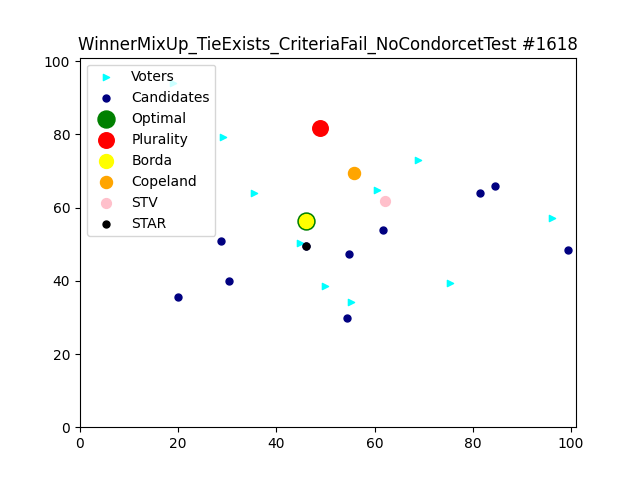 WinnerMixUp_TieExists_CriteriaFail_NoCondorcetTest #1618
100
80
60
40
20
0
Voters
Candidates
Optimal
Plurality
Borda
Copeland
STV
STAR
0 20 40 60 80 100